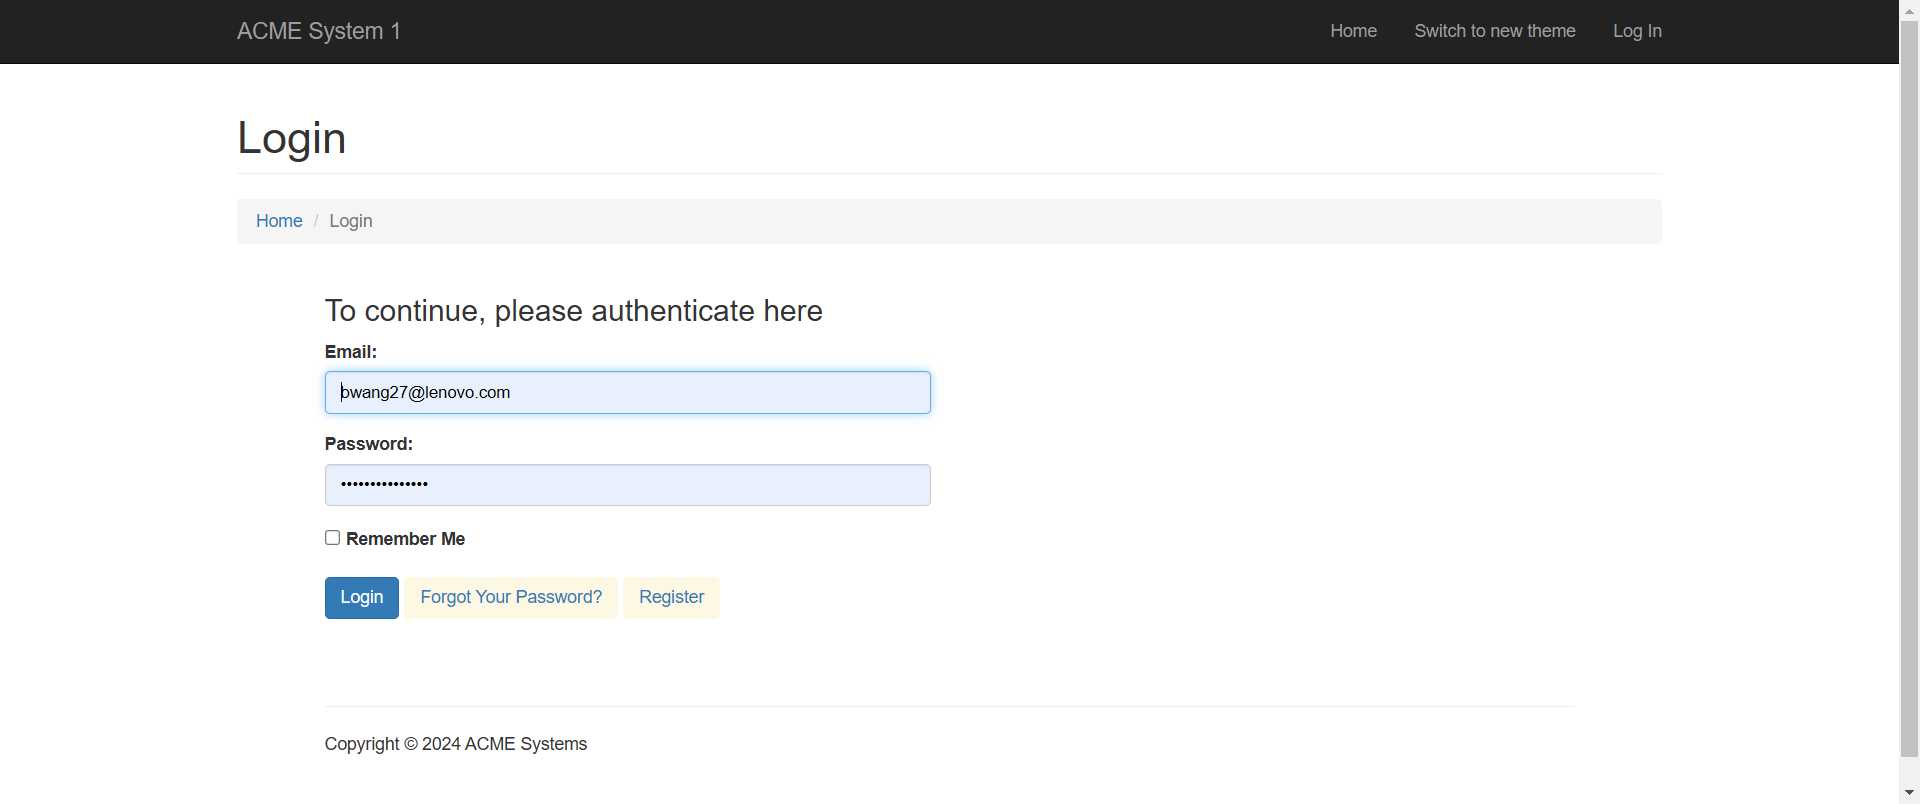 ACME System 1
Home
Switch to new theme
Log In
Login
Home / Login
To continue, please authenticate here
Email:
bwang27@lenovo.com
Password:
•••••••••••••••
Remember Me
Login
Forgot Your Password?
Register
Copyright © 2024 ACME Systems